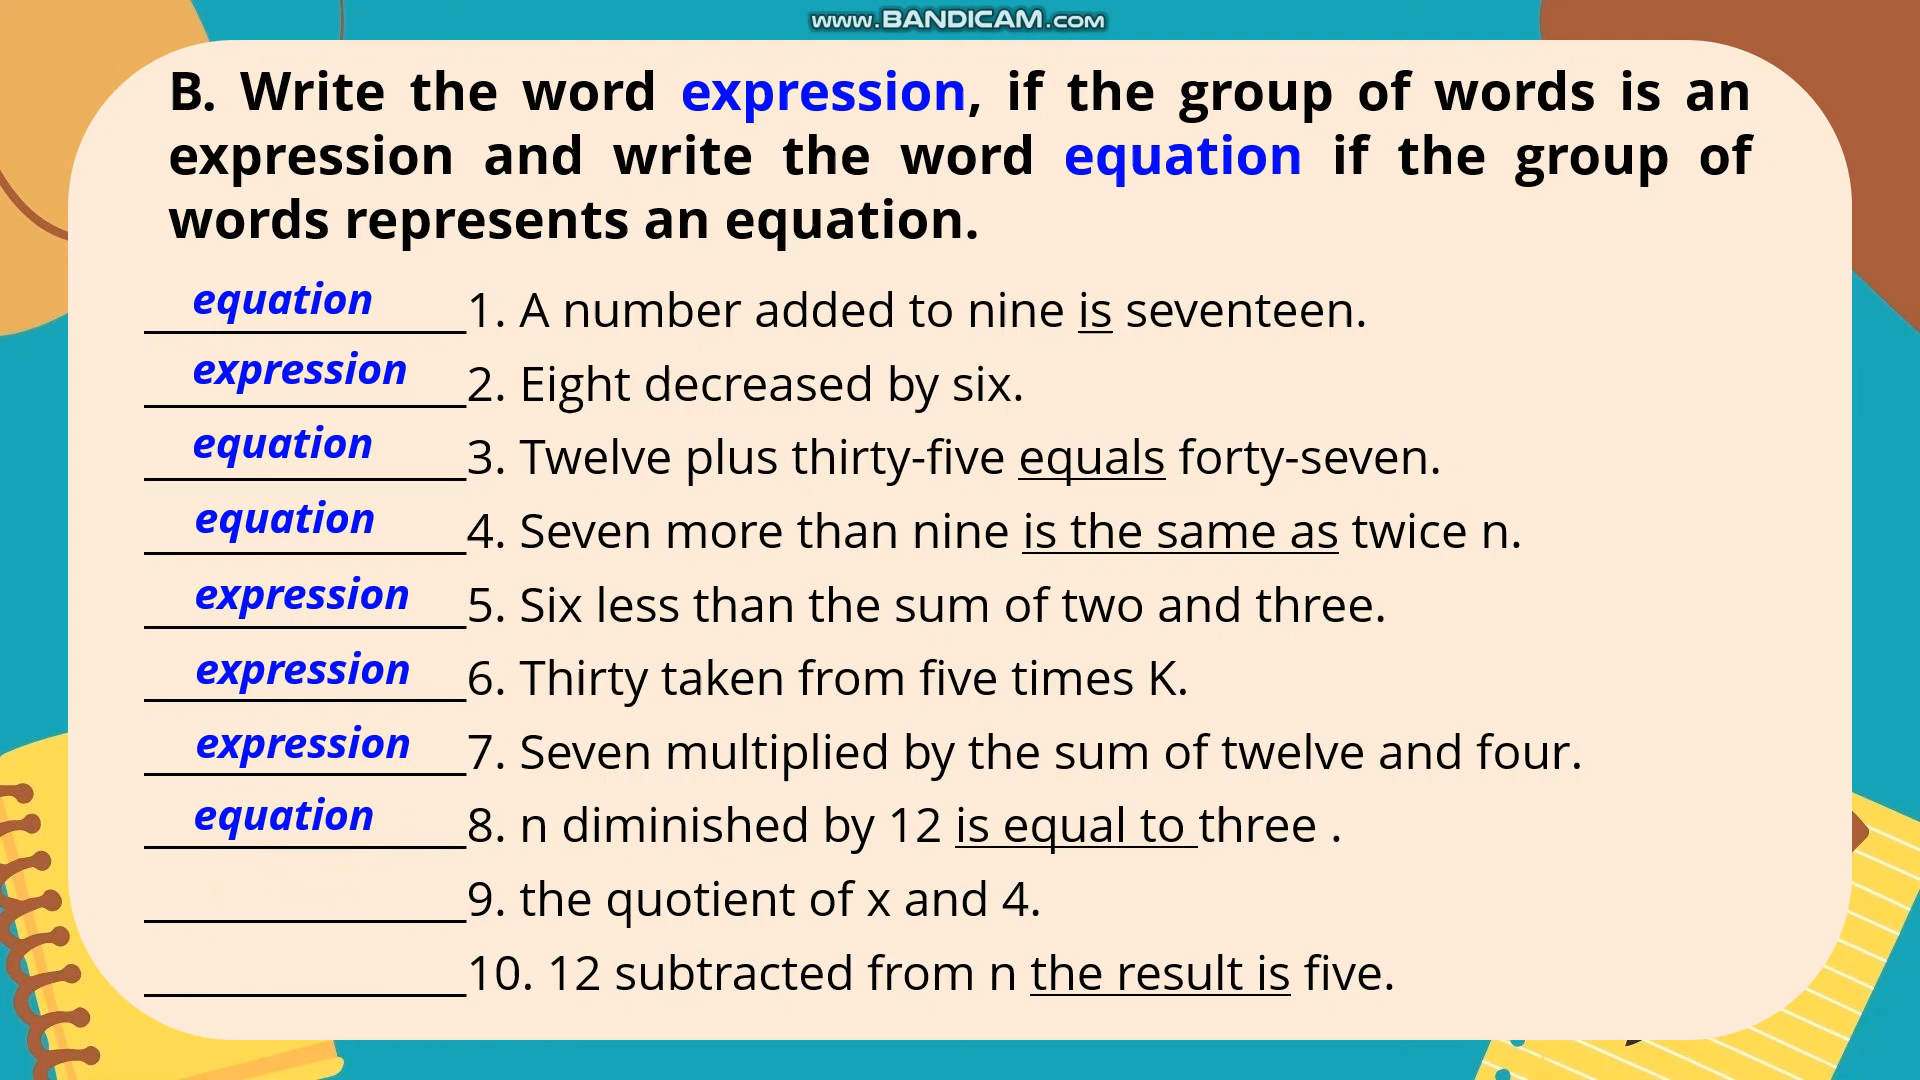 www.BANDICAM.com
B. Write the word expression, if the group of words is an
expression and write the word equation if the group of
words represents an equation.
equation 1. A number added to nine is seventeen.
expression 2. Eight decreased by six.
equation 3. Twelve plus thirty-five equals forty-seven.
equation 4. Seven more than nine is the same as twice n.
expression 5. Six less than the sum of two and three.
expression 6. Thirty taken from five times K.
expression 7. Seven multiplied by the sum of twelve and four.
equation 8. n diminished by 12 is equal to three .
____________9. the quotient of x and 4.
____________10. 12 subtracted from n the result is five.